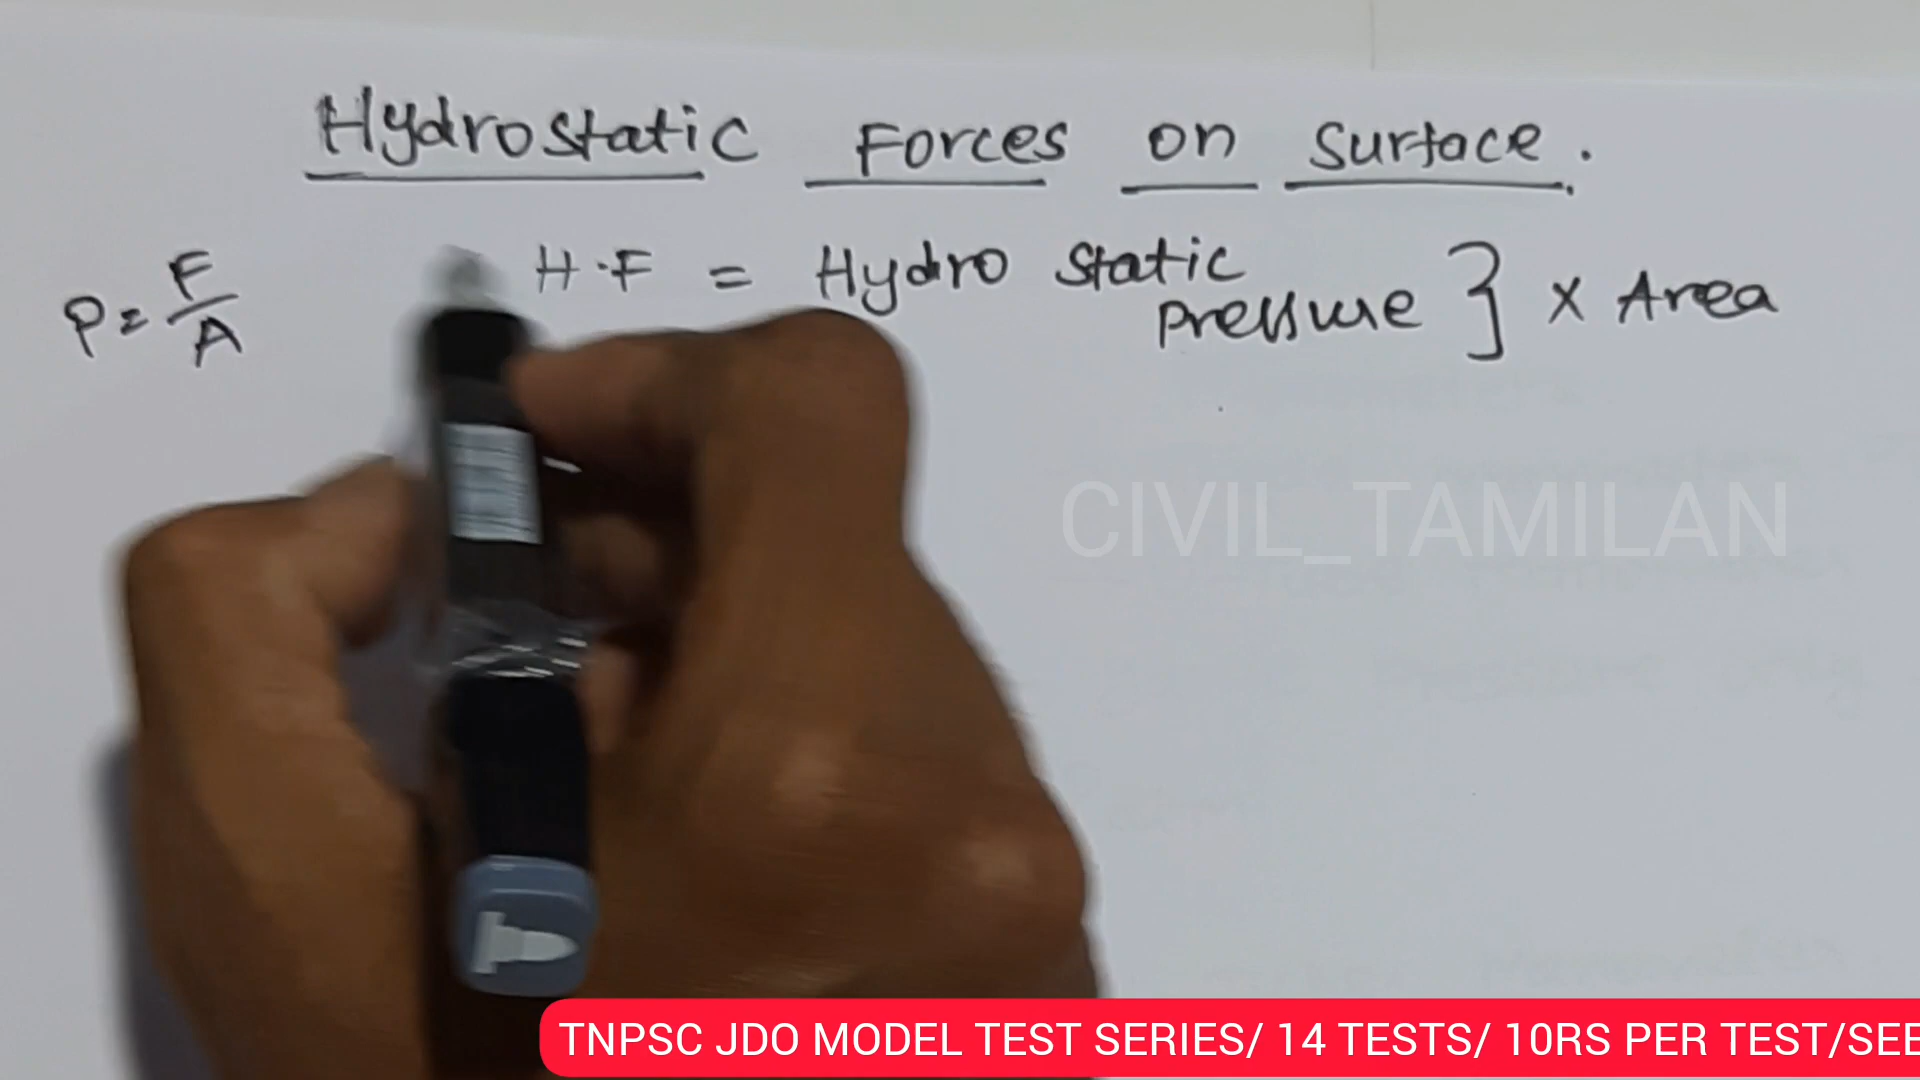 Hydrostatic Forces on Surface.
P = F/A
H.F = Hydro Static Pressure } × Area
CIVIL_TAMILAN
TNPSC JDO MODEL TEST SERIES/ 14 TESTS/ 10RS PER TEST/SEE